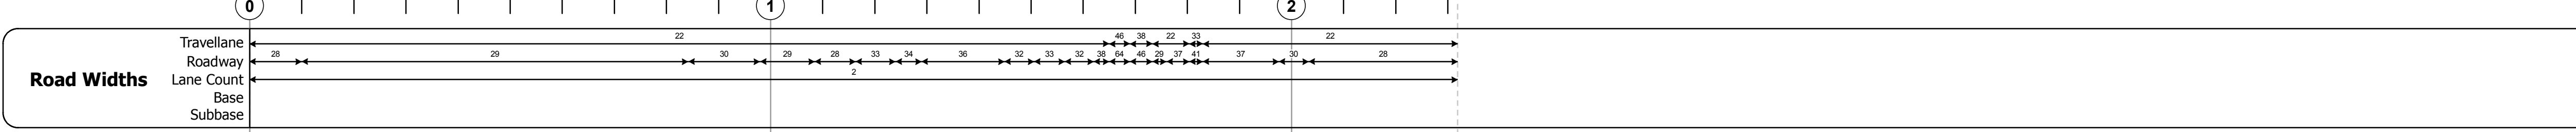 0 1 2
Travellane 22 46 38 22 33 22
Roadway 28 29 30 29 28 33 34 36 32 33 32 38 64 46 29 37 41 37 30 28
Road Widths
Lane Count 2
Base
Subbase